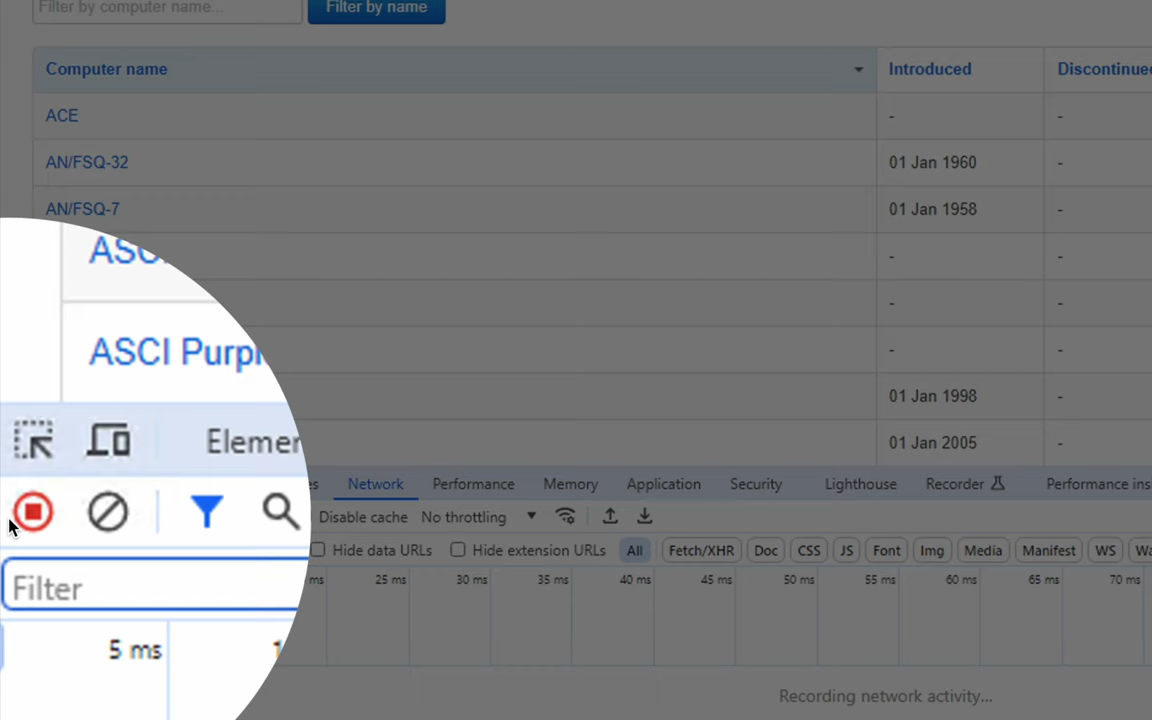 Filter by computer name...
Filter by name
Computer name
Introduced
Discontinued
ACE
-
-
AN/FSQ-32
01 Jan 1960
-
AN/FSQ-7
01 Jan 1958
-
-
-
-
-
ASCI Purpl
-
-
01 Jan 1998
-
01 Jan 2005
-
Elemen
Network
Performance
Memory
Application
Security
Lighthouse
Recorder
Performance ins
Disable cache
No throttling
Filter
Hide data URLs
Hide extension URLs
All
Fetch/XHR
Doc
CSS
JS
Font
Img
Media
Manifest
WS
5 ms
ms
25 ms
30 ms
35 ms
40 ms
45 ms
50 ms
55 ms
60 ms
65 ms
70 ms
Recording network activity...